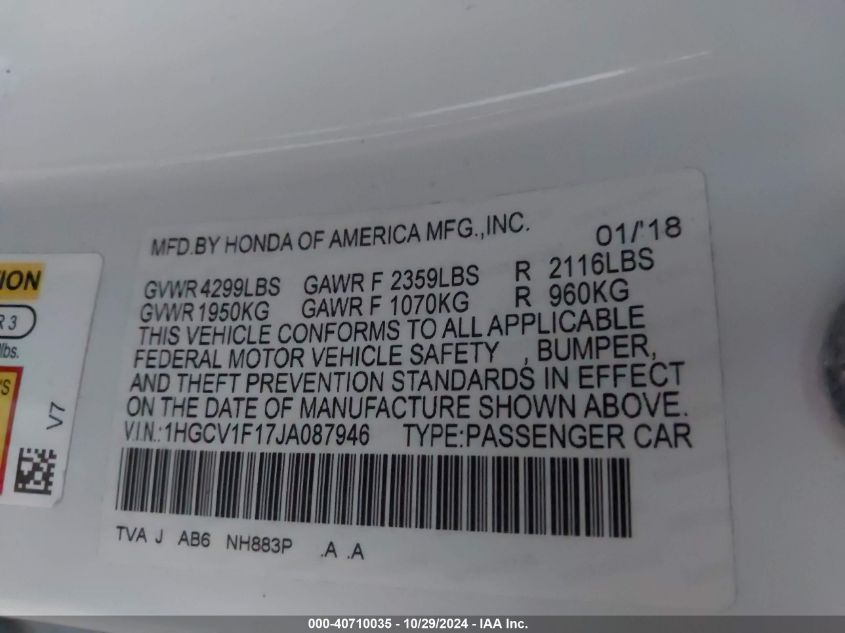 MFD.BY HONDA OF AMERICA MFG.,INC. 01/'18
GVWR 4299LBS GAWR F 2359LBS R 2116LBS
GVWR 1950KG GAWR F 1070KG R 960KG
THIS VEHICLE CONFORMS TO ALL APPLICABLE
FEDERAL MOTOR VEHICLE SAFETY , BUMPER,
AND THEFT PREVENTION STANDARDS IN EFFECT
ON THE DATE OF MANUFACTURE SHOWN ABOVE.
V.I.N.:1HGCV1F17JA087946 TYPE:PASSENGER CAR
TVA J AB6 NH883P .A .A
TION
R 3
lbs.
'S
V7
000-40710035 - 10/29/2024 - IAA Inc.